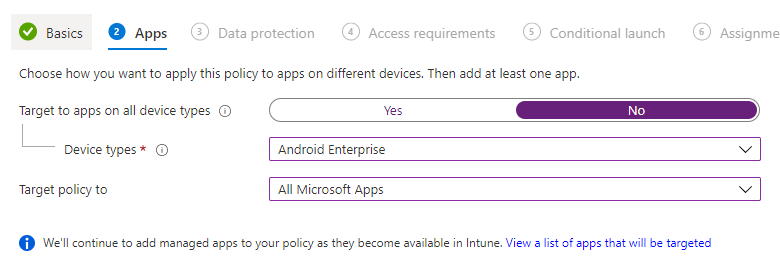 Basics 2 Apps 3 Data protection 4 Access requirements 5 Conditional launch 6 Assignme
Choose how you want to apply this policy to apps on different devices. Then add at least one app.
Target to apps on all device types i Yes No
Device types * i Android Enterprise
Target policy to All Microsoft Apps
i We'll continue to add managed apps to your policy as they become available in Intune. View a list of apps that will be targeted